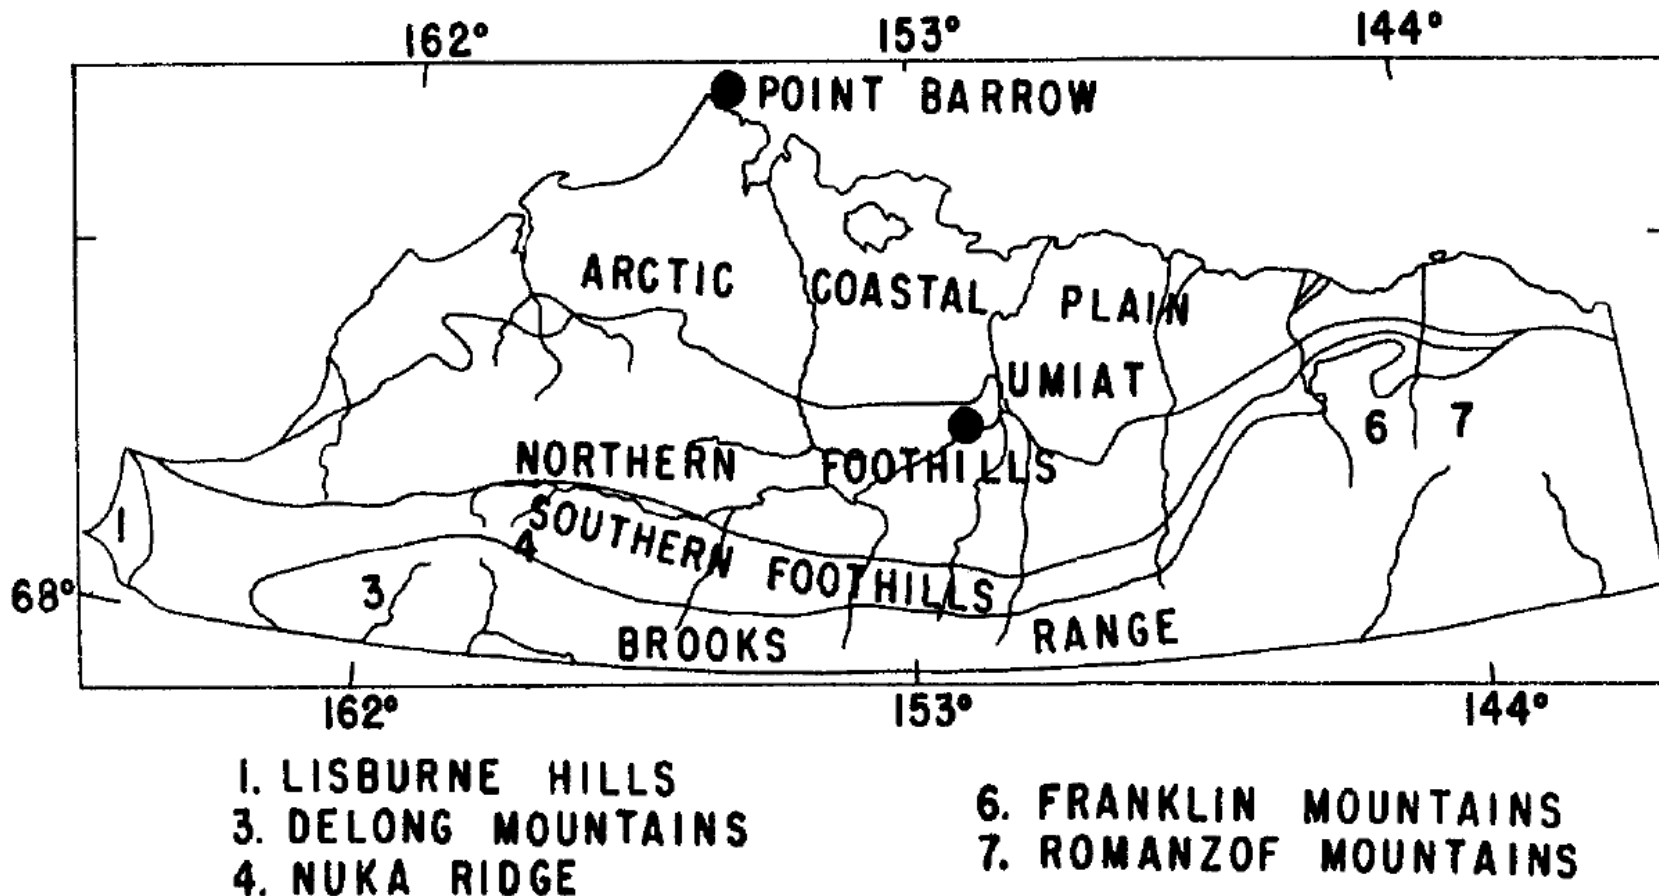 162° 153° 144°
POINT BARROW
ARCTIC COASTAL PLAIN
UMIAT
6 7
NORTHERN FOOTHILLS
1
SOUTHERN FOOTHILLS
4
3
68°
BROOKS RANGE
162° 153° 144°
1. LISBURNE HILLS
3. DELONG MOUNTAINS
4. NUKA RIDGE
6. FRANKLIN MOUNTAINS
7. ROMANZOF MOUNTAINS